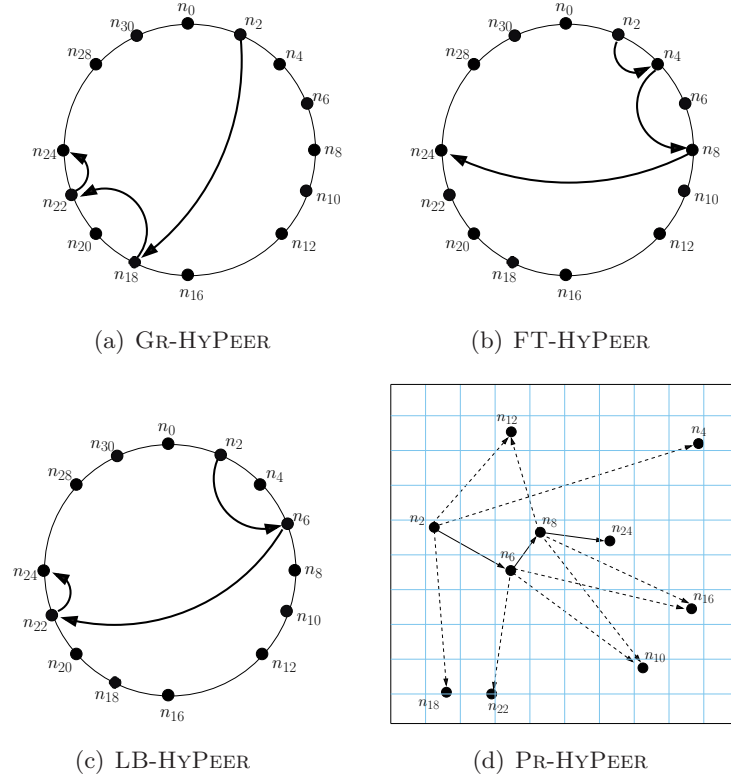 n0
n2
n4
n6
n8
n10
n12
n16
n18
n20
n22
n24
n28
n30
(a) GR-HYPEER
n0
n2
n4
n6
n8
n10
n12
n16
n18
n20
n22
n24
n28
n30
(b) FT-HYPEER
n0
n2
n4
n6
n8
n10
n12
n16
n18
n20
n22
n24
n28
n30
(c) LB-HYPEER
n12
n4
n2
n8
n24
n6
n16
n10
n18
n22
(d) PR-HYPEER